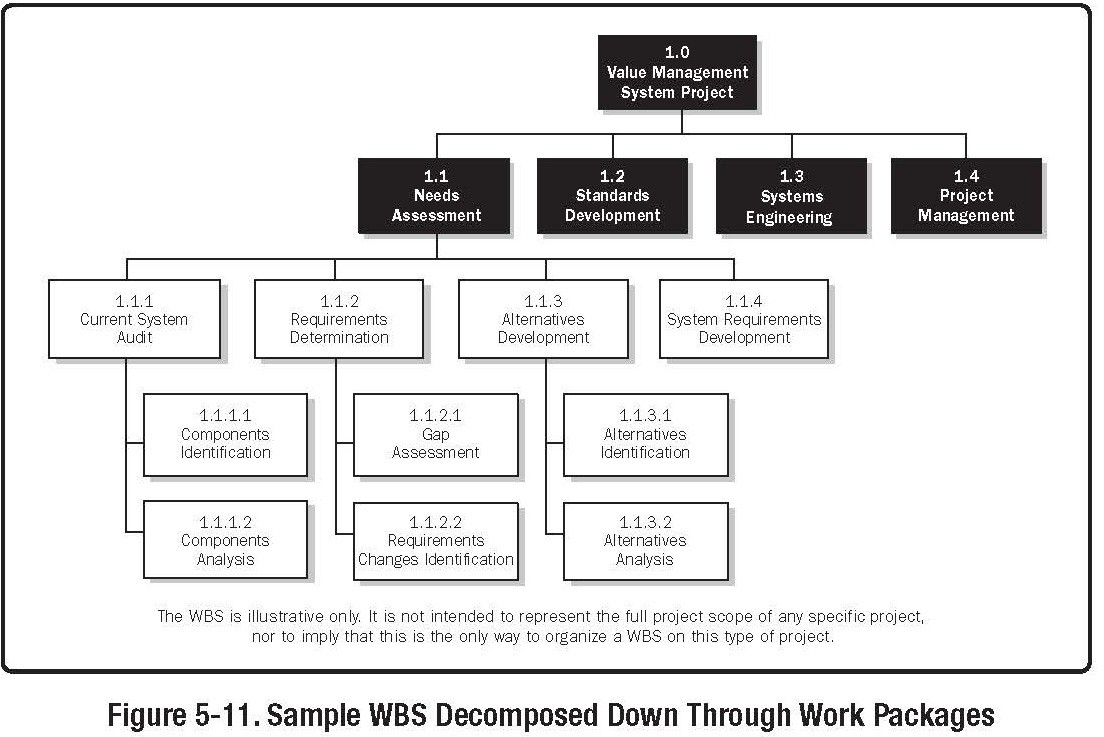 1.0
Value Management
System Project
1.1
Needs
Assessment
1.2
Standards
Development
1.3
Systems
Engineering
1.4
Project
Management
1.1.1
Current System
Audit
1.1.2
Requirements
Determination
1.1.3
Alternatives
Development
1.1.4
System Requirements
Development
1.1.1.1
Components
Identification
1.1.2.1
Gap
Assessment
1.1.3.1
Alternatives
Identification
1.1.1.2
Components
Analysis
1.1.2.2
Requirements
Changes Identification
1.1.3.2
Alternatives
Analysis
The WBS is illustrative only. It is not intended to represent the full project scope of any specific project,
nor to imply that this is the only way to organize a WBS on this type of project.
Figure 5-11. Sample WBS Decomposed Down Through Work Packages